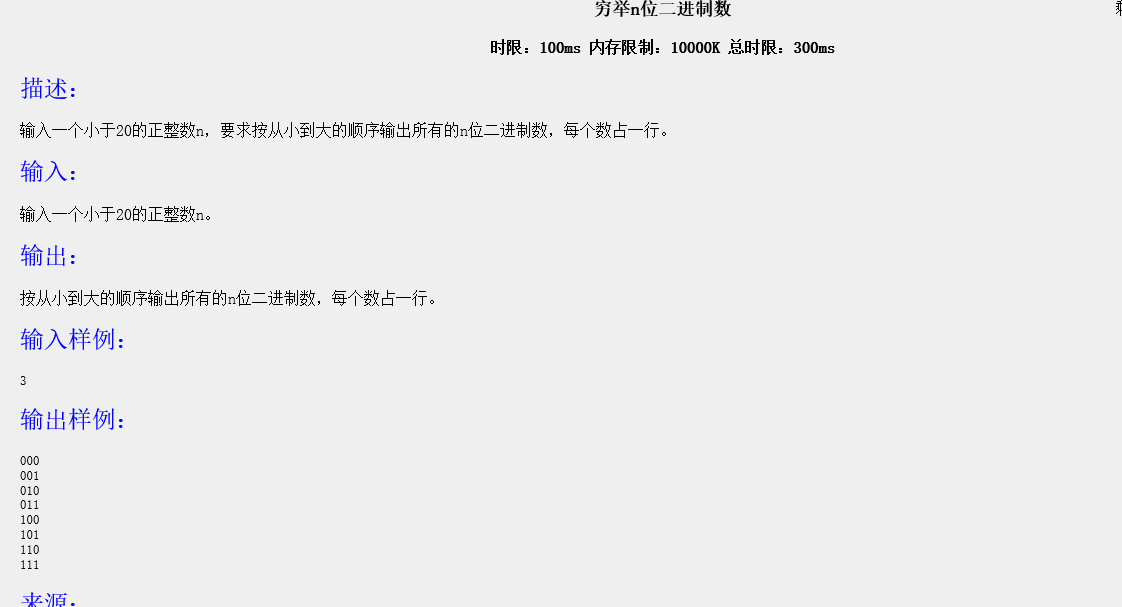 穷举n位二进制数
时限：100ms 内存限制：10000K 总时限：300ms
描述：
输入一个小于20的正整数n，要求按从小到大的顺序输出所有的n位二进制数，每个数占一行。
输入：
输入一个小于20的正整数n。
输出：
按从小到大的顺序输出所有的n位二进制数，每个数占一行。
输入样例：
3
输出样例：
000
001
010
011
100
101
110
111
来源：